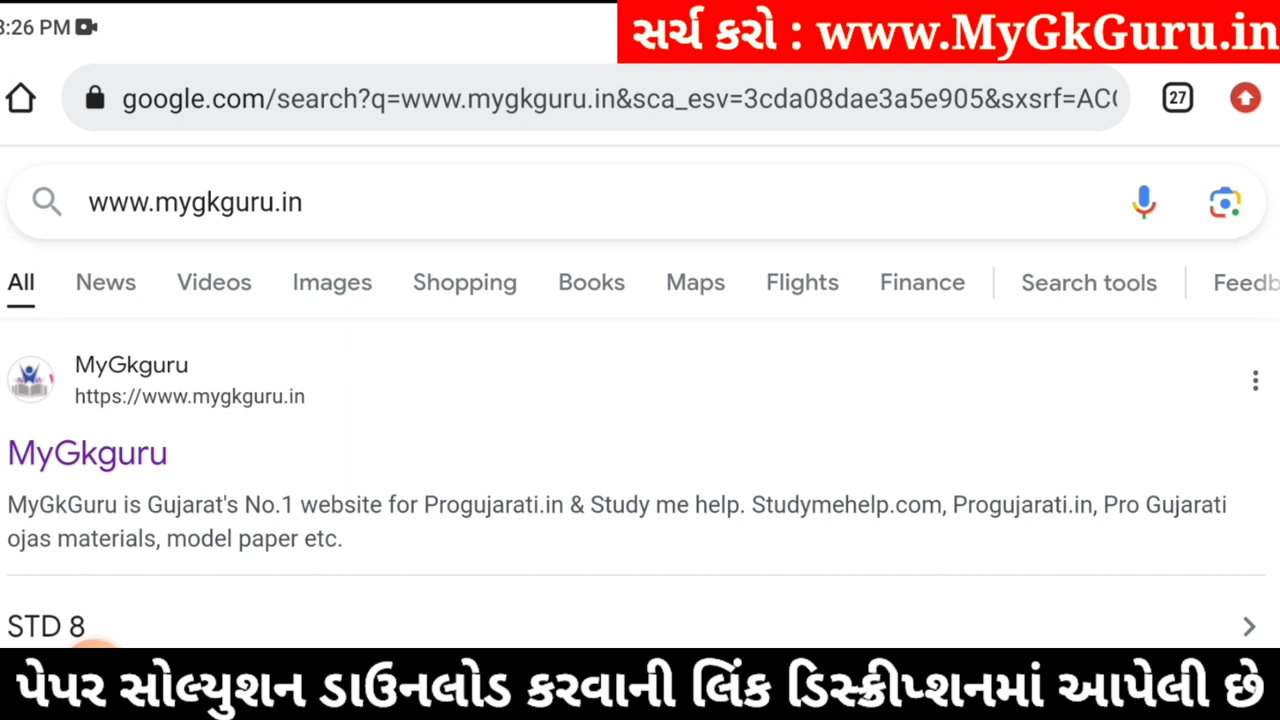 3:26 PM
સર્ચ કરો : www.MyGkGuru.in
google.com/search?q=www.mygkguru.in&sca_esv=3cda08dae3a5e905&sxsrf=AC
27
www.mygkguru.in
All News Videos Images Shopping Books Maps Flights Finance Search tools Feedb
MyGkguru
https://www.mygkguru.in
MyGkguru
MyGkGuru is Gujarat's No.1 website for Progujarati.in & Study me help. Studymehelp.com, Progujarati.in, Pro Gujarati
ojas materials, model paper etc.
STD 8
પેપર સોલ્યુશન ડાઉનલોડ કરવાની લિંક ડિસ્ક્રીપ્શનમાં આપેલી છે